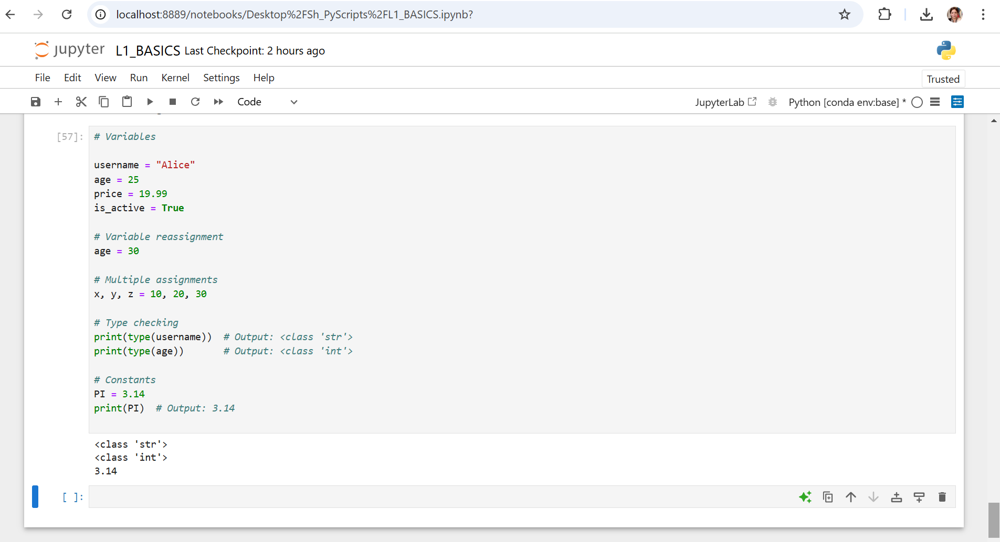 localhost:8889/notebooks/Desktop%2FSh_PyScripts%2FL1_BASICS.ipynb?
jupyter L1_BASICS Last Checkpoint: 2 hours ago
File Edit View Run Kernel Settings Help
Trusted
Code
JupyterLab
Python [conda env:base] *
[57]:
# Variables
username = "Alice"
age = 25
price = 19.99
is_active = True
# Variable reassignment
age = 30
# Multiple assignments
x, y, z = 10, 20, 30
# Type checking
print(type(username))  # Output: <class 'str'>
print(type(age))       # Output: <class 'int'>
# Constants
PI = 3.14
print(PI)  # Output: 3.14
<class 'str'>
<class 'int'>
3.14
[ ]: